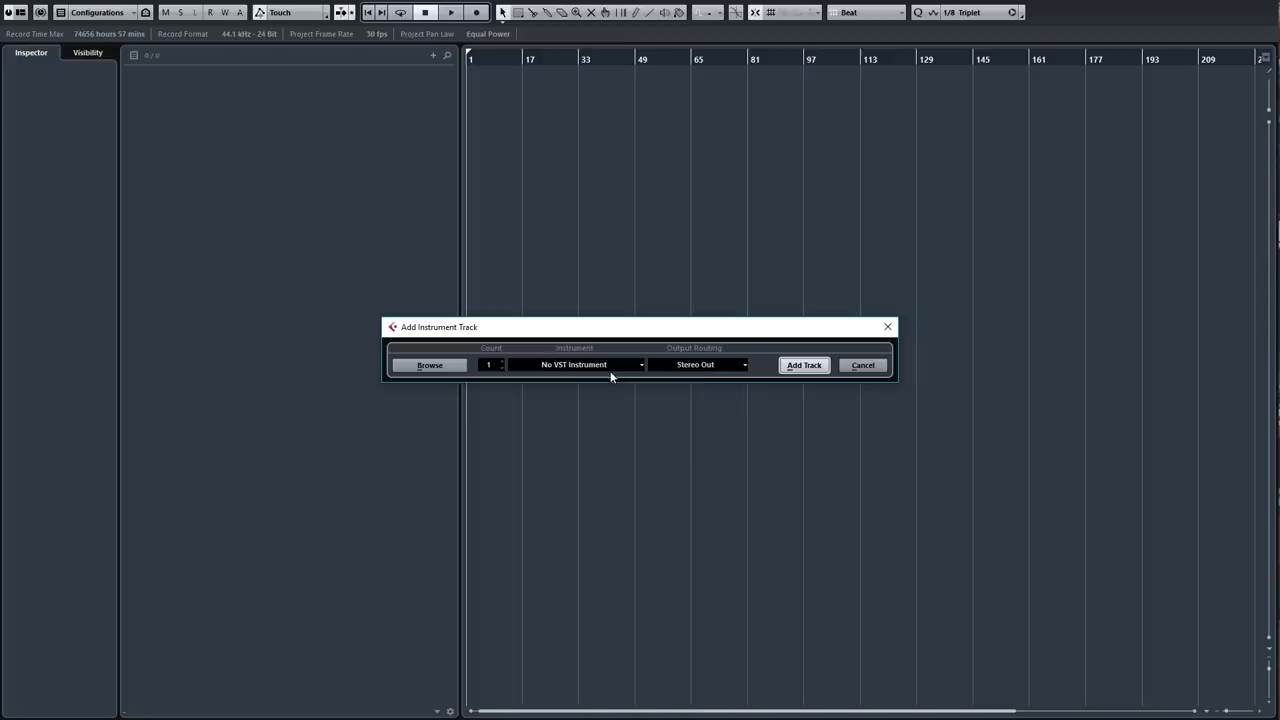 Configurations M S L R W A Touch Beat Q 1/8 Triplet
Record Time Max 74656 hours 57 mins Record Format 44.1 kHz - 24 Bit Project Frame Rate 30 fps Project Pan Law Equal Power
Inspector Visibility 0 / 0
1 17 33 49 65 81 97 113 129 145 161 177 193 209
Add Instrument Track
Count Instrument Output Routing
Browse 1 No VST Instrument Stereo Out Add Track Cancel